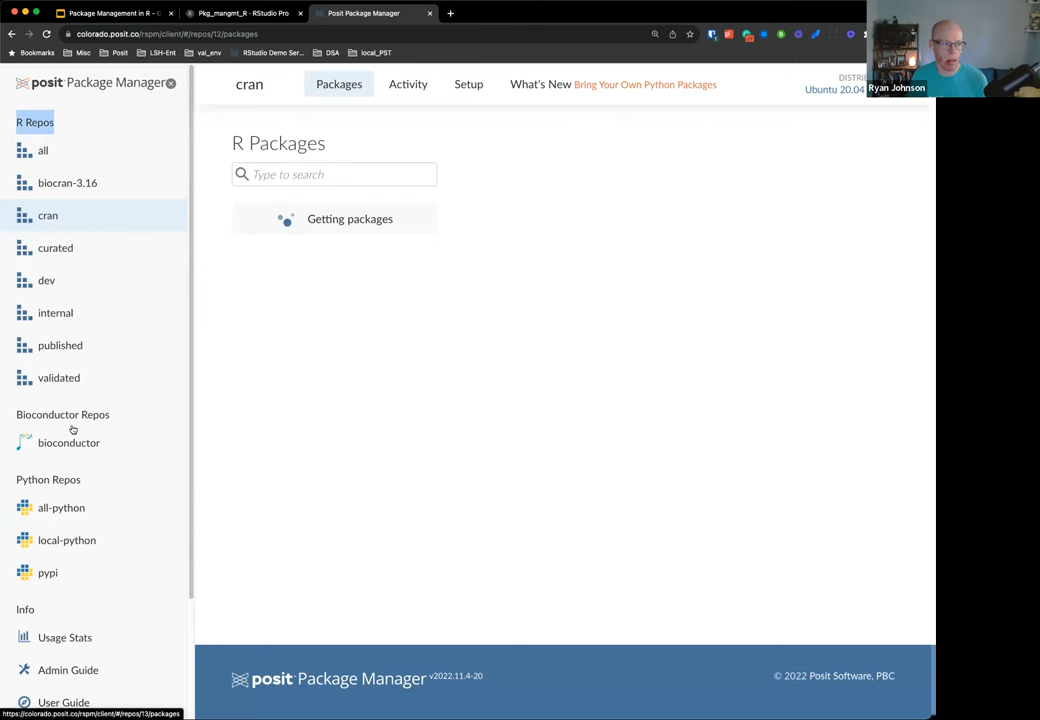 Package Management in R - G
Pkg_mangmt_R · RStudio Pro
Posit Package Manager
colorado.posit.co/rspm/client/#/repos/12/packages
Bookmarks
Misc
Posit
LSH-Ent
val_env
RStudio Demo Ser...
DSA
local_PST
posit Package Manager
cran
Packages
Activity
Setup
What's New Bring Your Own Python Packages
DISTRI
Ubuntu 20.04
Ryan Johnson
R Repos
all
biocran-3.16
cran
curated
dev
internal
published
validated
Bioconductor Repos
bioconductor
Python Repos
all-python
local-python
pypi
Info
Usage Stats
Admin Guide
User Guide
R Packages
Type to search
Getting packages
posit Package Manager v2022.11.4-20
© 2022 Posit Software, PBC
https://colorado.posit.co/rspm/client/#/repos/13/packages